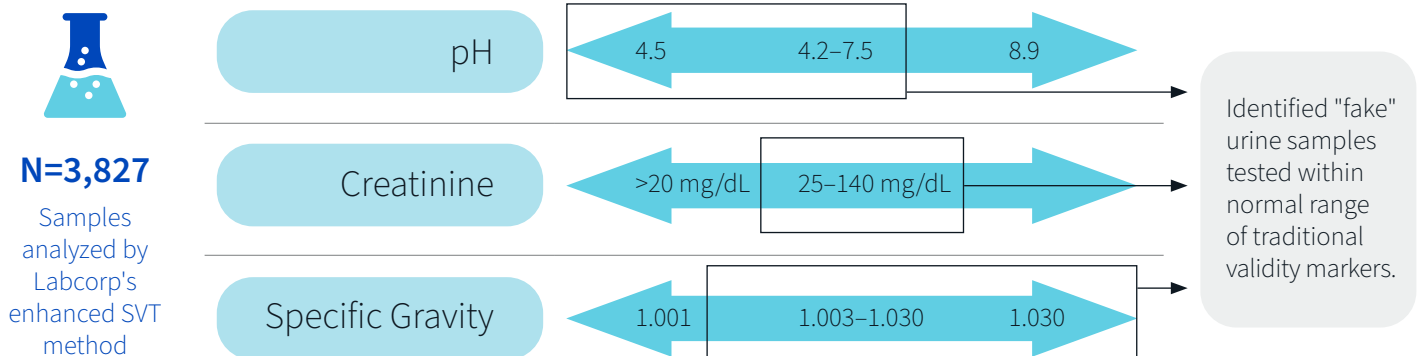 pH
4.5
4.2–7.5
8.9
N=3,827
Samples
analyzed by
Labcorp's
enhanced SVT
method
Creatinine
>20 mg/dL
25–140 mg/dL
Specific Gravity
1.001
1.003–1.030
1.030
Identified "fake"
urine samples
tested within
normal range
of traditional
validity markers.